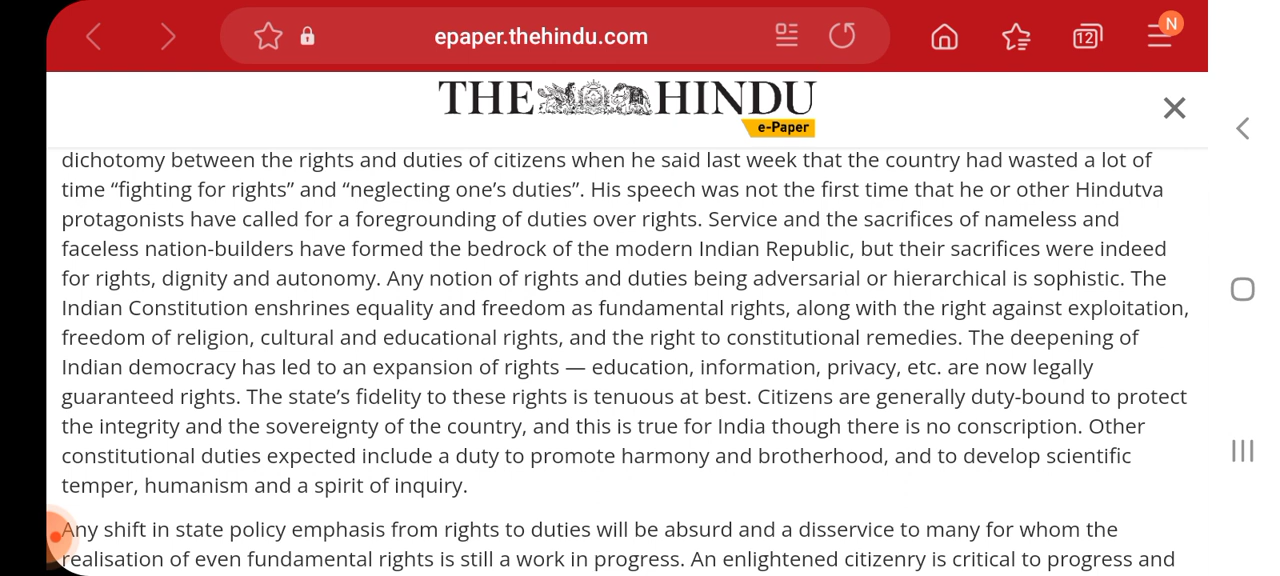 epaper.thehindu.com
12
N
THE HINDU
e-Paper
dichotomy between the rights and duties of citizens when he said last week that the country had wasted a lot of
time “fighting for rights” and “neglecting one’s duties”. His speech was not the first time that he or other Hindutva
protagonists have called for a foregrounding of duties over rights. Service and the sacrifices of nameless and
faceless nation-builders have formed the bedrock of the modern Indian Republic, but their sacrifices were indeed
for rights, dignity and autonomy. Any notion of rights and duties being adversarial or hierarchical is sophistic. The
Indian Constitution enshrines equality and freedom as fundamental rights, along with the right against exploitation,
freedom of religion, cultural and educational rights, and the right to constitutional remedies. The deepening of
Indian democracy has led to an expansion of rights — education, information, privacy, etc. are now legally
guaranteed rights. The state’s fidelity to these rights is tenuous at best. Citizens are generally duty-bound to protect
the integrity and the sovereignty of the country, and this is true for India though there is no conscription. Other
constitutional duties expected include a duty to promote harmony and brotherhood, and to develop scientific
temper, humanism and a spirit of inquiry.
Any shift in state policy emphasis from rights to duties will be absurd and a disservice to many for whom the
realisation of even fundamental rights is still a work in progress. An enlightened citizenry is critical to progress and